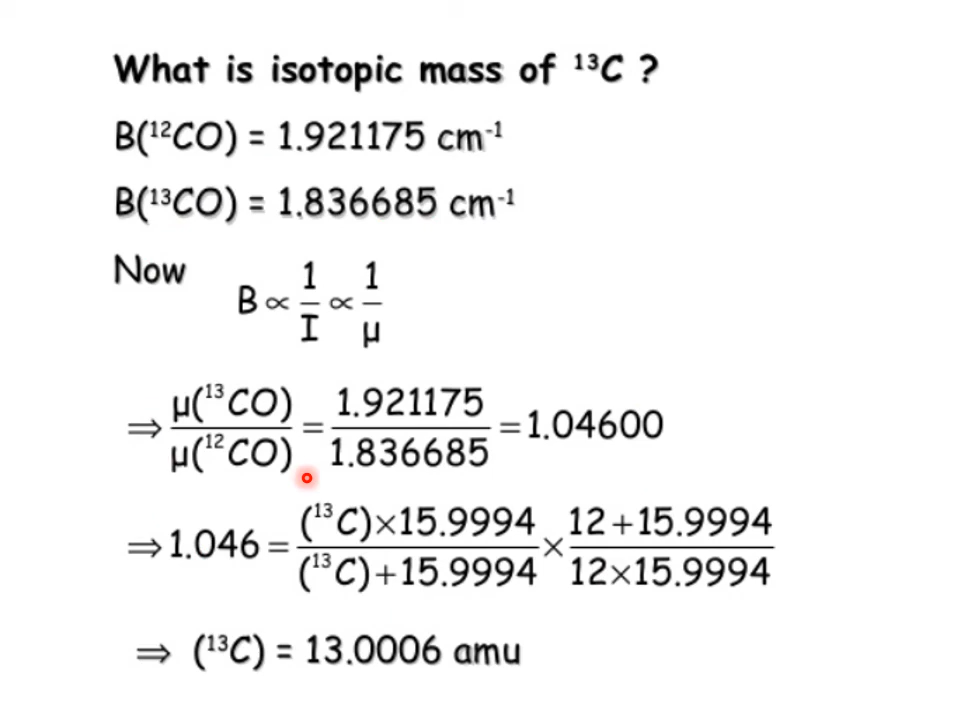 What is isotopic mass of ¹³C ?
B(¹²CO) = 1.921175 cm⁻¹
B(¹³CO) = 1.836685 cm⁻¹
Now B ∝ 1/I ∝ 1/μ
⇒ μ(¹³CO)/μ(¹²CO) = 1.921175/1.836685 = 1.04600
⇒ 1.046 = (¹³C)×15.9994/(¹³C)+15.9994 × 12+15.9994/12×15.9994
⇒ (¹³C) = 13.0006 amu